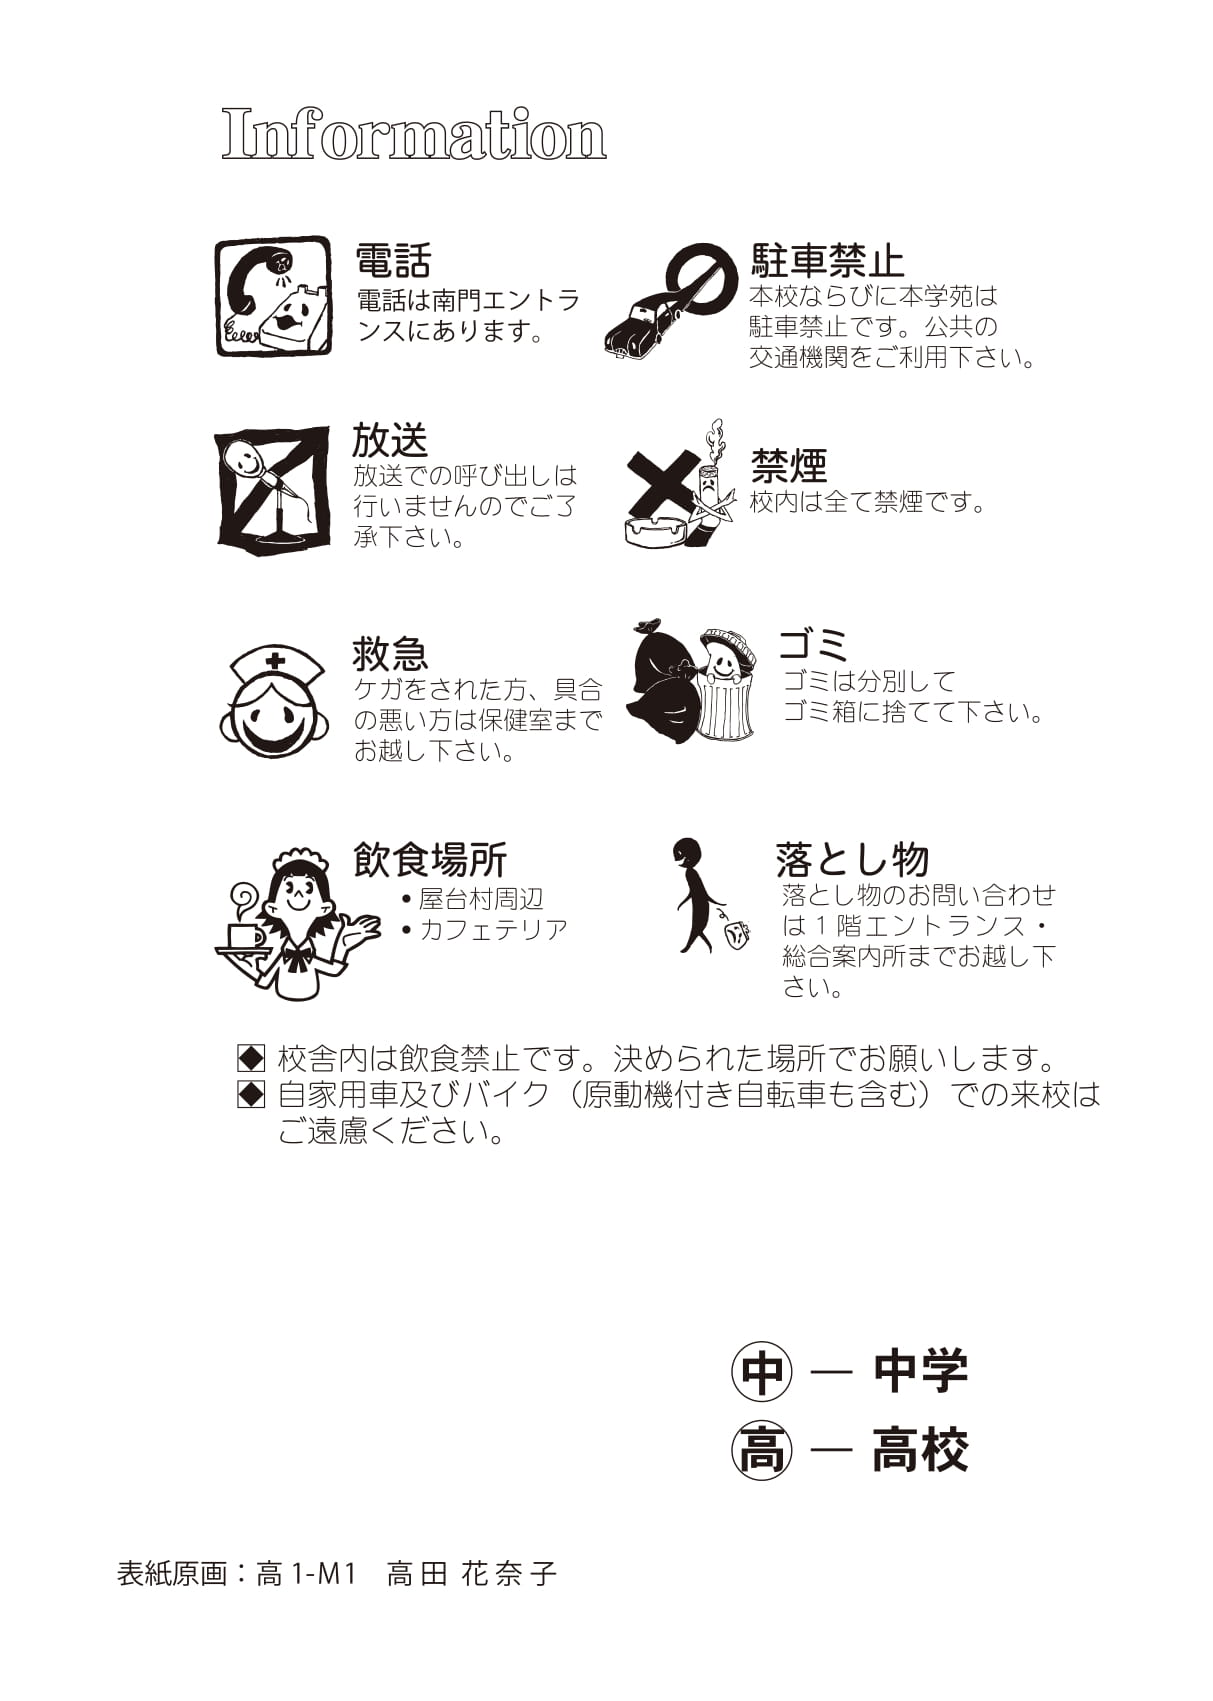 Information
電話
電話は南門エントラ
ンスにあります。
駐車禁止
本校ならびに本学苑は
駐車禁止です。公共の
交通機関をご利用下さい。
放送
放送での呼び出しは
行いませんのでご了
承下さい。
禁煙
校内は全て禁煙です。
救急
ケガをされた方、具合
の悪い方は保健室まで
お越し下さい。
ゴミ
ゴミは分別して
ゴミ箱に捨てて下さい。
飲食場所
• 屋台村周辺
• カフェテリア
落とし物
落とし物のお問い合わせ
は1階エントランス・
総合案内所までお越し下
さい。
校舎内は飲食禁止です。決められた場所でお願いします。
自家用車及びバイク（原動機付き自転車も含む）での来校は
ご遠慮ください。
中 — 中学
高 — 高校
表紙原画：高1-M1　高田 花奈子